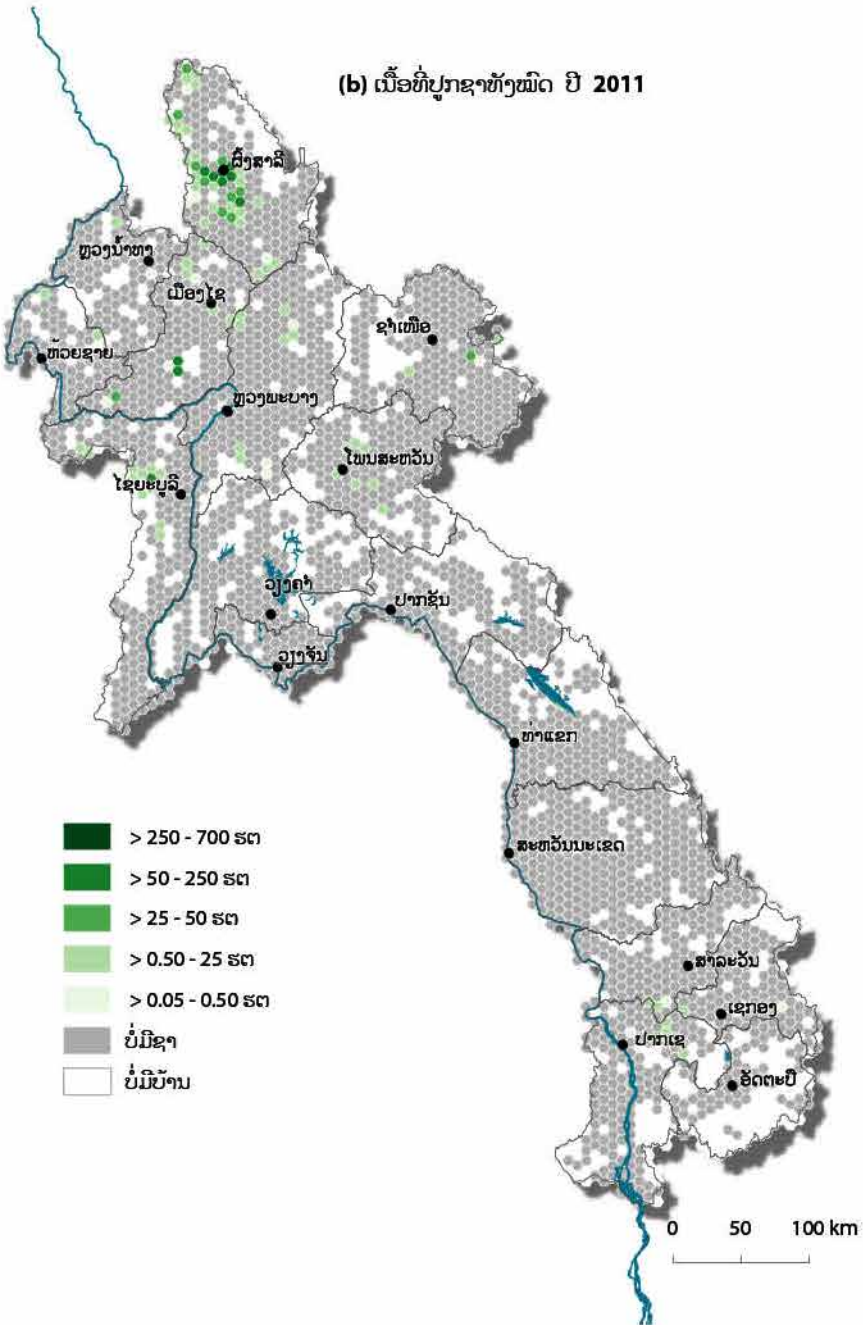 (b) ເນື້ອທີ່ປູກຊາທັງໝົດ ປີ 2011
ຜົ້ງສາລີ
ຫຼວງນ້ຳທາ
ເມືອງໄຊ
ຊຳເໜືອ
ຫ້ວຍຊາຍ
ຫຼວງພະບາງ
ໂພນສະຫວັນ
ໄຊຍະບູລີ
ວຽງຄຳ
ປາກຊັນ
ວຽງຈັນ
ທ່າແຂກ
> 250 - 700 ຮຕ
ສະຫວັນນະເຂດ
> 50 - 250 ຮຕ
> 25 - 50 ຮຕ
> 0.50 - 25 ຮຕ
ສາລະວັນ
> 0.05 - 0.50 ຮຕ
ເຊກອງ
ບໍ່ມີຊາ
ປາກເຊ
ບໍ່ມີບ້ານ
ອັດຕະປື
0 50 100 km